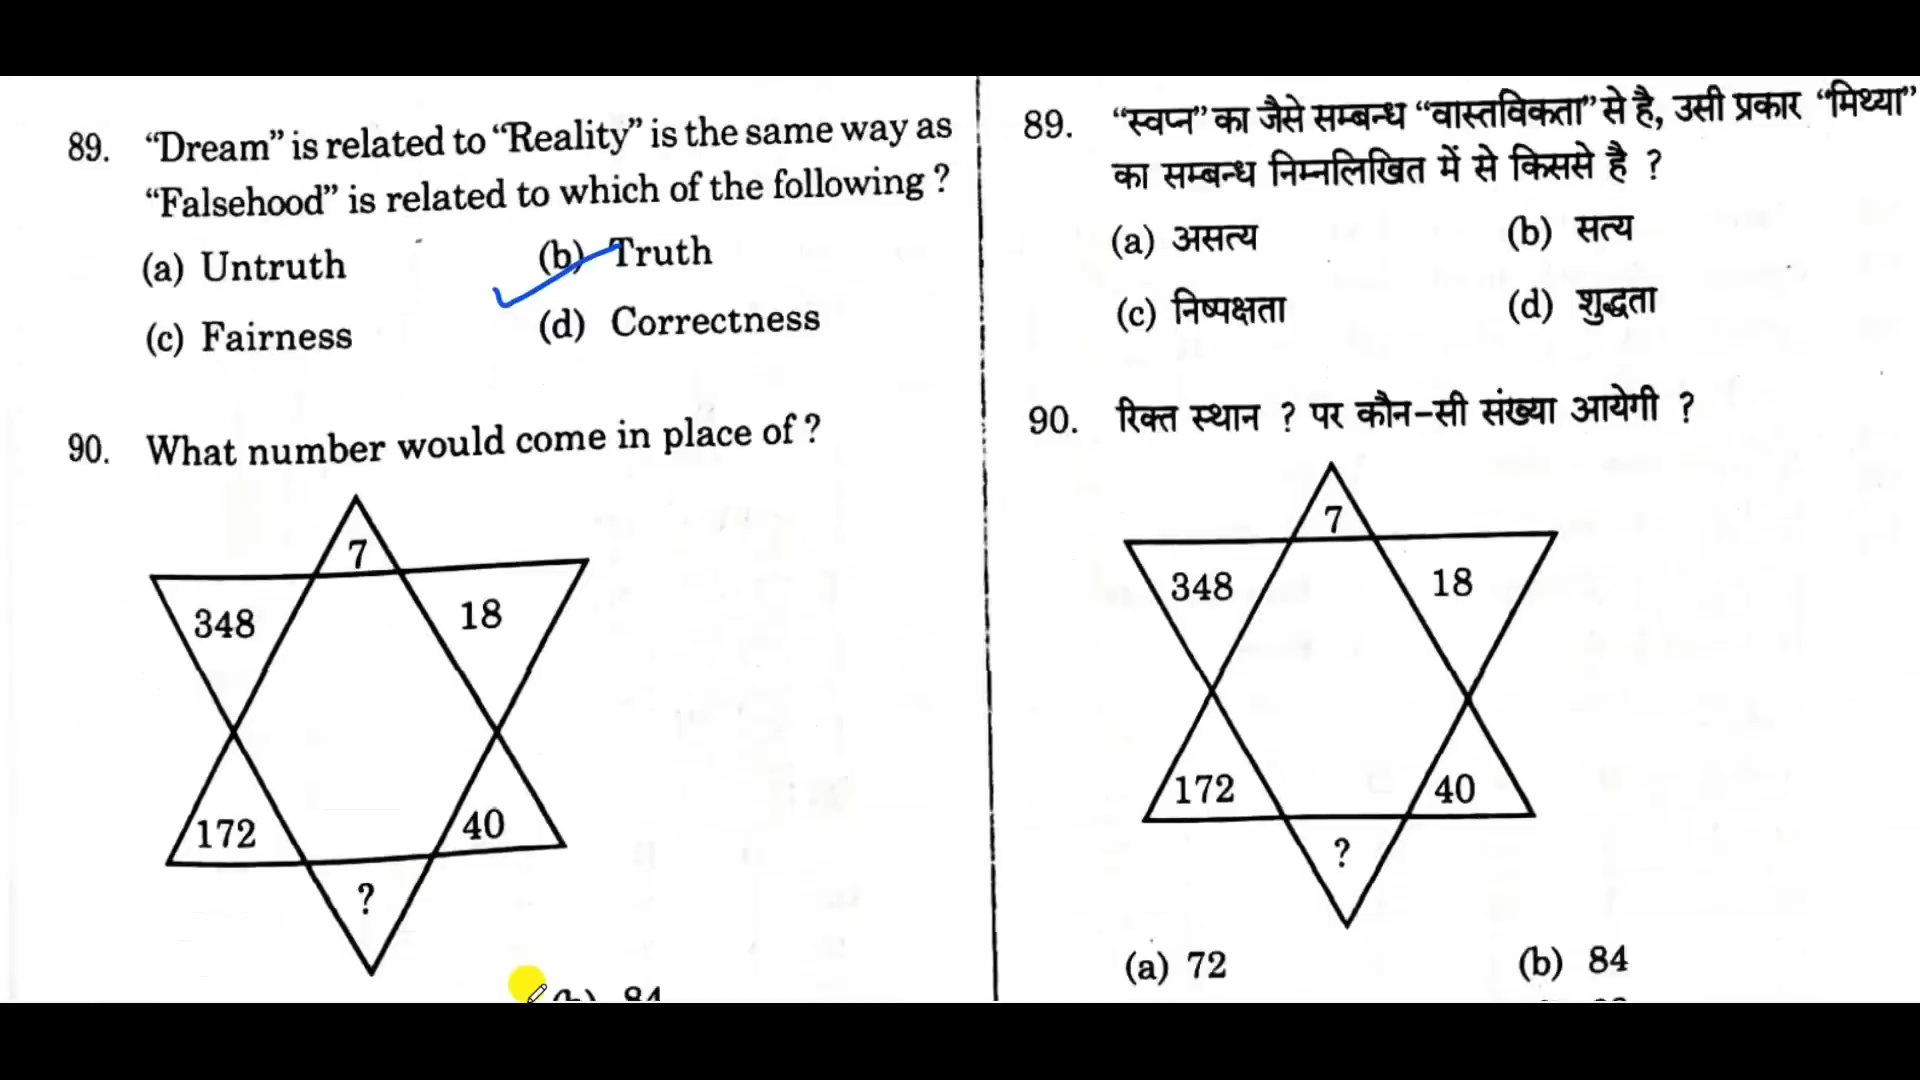 89. “Dream” is related to “Reality” is the same way as
“Falsehood” is related to which of the following ?
(a) Untruth (b) Truth
(c) Fairness (d) Correctness
90. What number would come in place of ?
7
348 18
172 40
?
(b) 84
89. “स्वप्न” का जैसे सम्बन्ध “वास्तविकता” से है, उसी प्रकार “मिथ्या”
का सम्बन्ध निम्नलिखित में से किससे है ?
(a) असत्य (b) सत्य
(c) निष्पक्षता (d) शुद्धता
90. रिक्त स्थान ? पर कौन-सी संख्या आयेगी ?
7
348 18
172 40
?
(a) 72 (b) 84